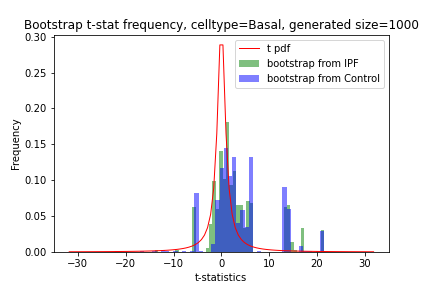 Bootstrap t-stat frequency, celltype=Basal, generated size=1000
t pdf
bootstrap from IPF
bootstrap from Control
Frequency
0.30
0.25
0.20
0.15
0.10
0.05
0.00
−30 −20 −10 0 10 20 30
t-statistics